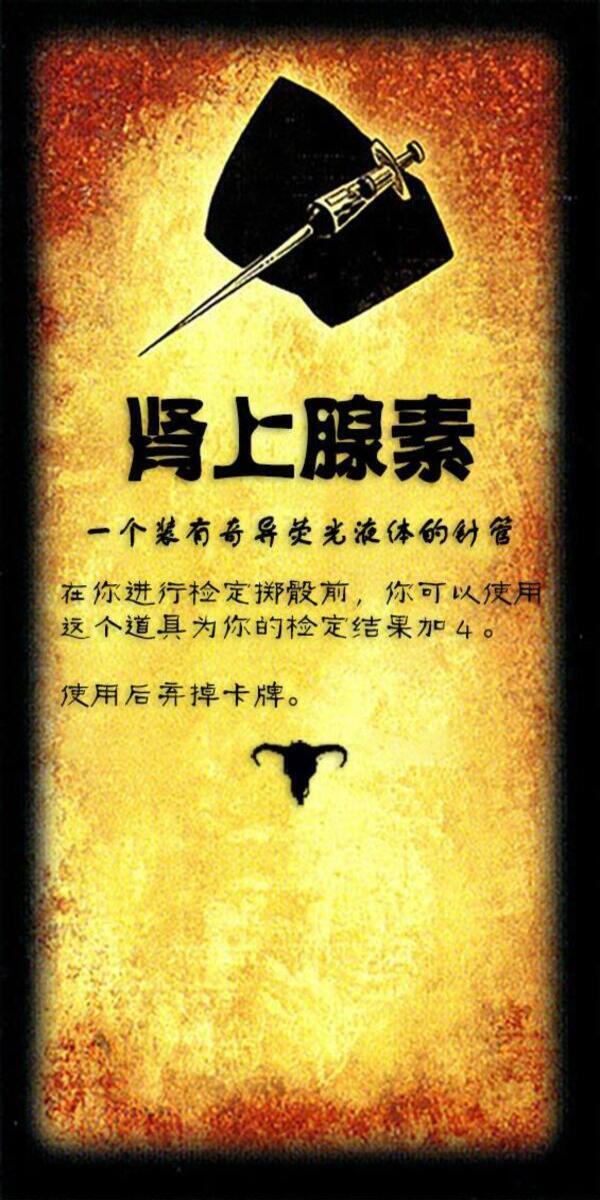 肾上腺素
一个装有奇异荧光液体的针管
在你进行检定掷骰前，你可以使用
这个道具为你的检定结果加4。
使用后弃掉卡牌。